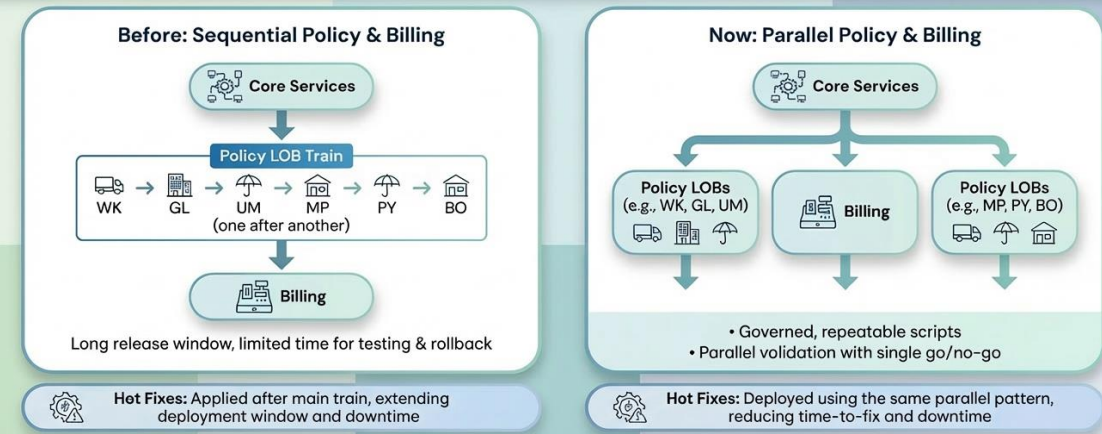 Before: Sequential Policy & Billing
Core Services
Policy LOB Train
WK
GL
UM
MP
PY
BO
(one after another)
Billing
Long release window, limited time for testing & rollback
Hot Fixes: Applied after main train, extending
deployment window and downtime
Now: Parallel Policy & Billing
Core Services
Policy LOBs
(e.g., WK, GL, UM)
Billing
Policy LOBs
(e.g., MP, PY, BO)
• Governed, repeatable scripts
• Parallel volidation with single go/no-go
Hot Fixes: Deployed using the same parallel pattern,
reducing time-to-fix and downtime